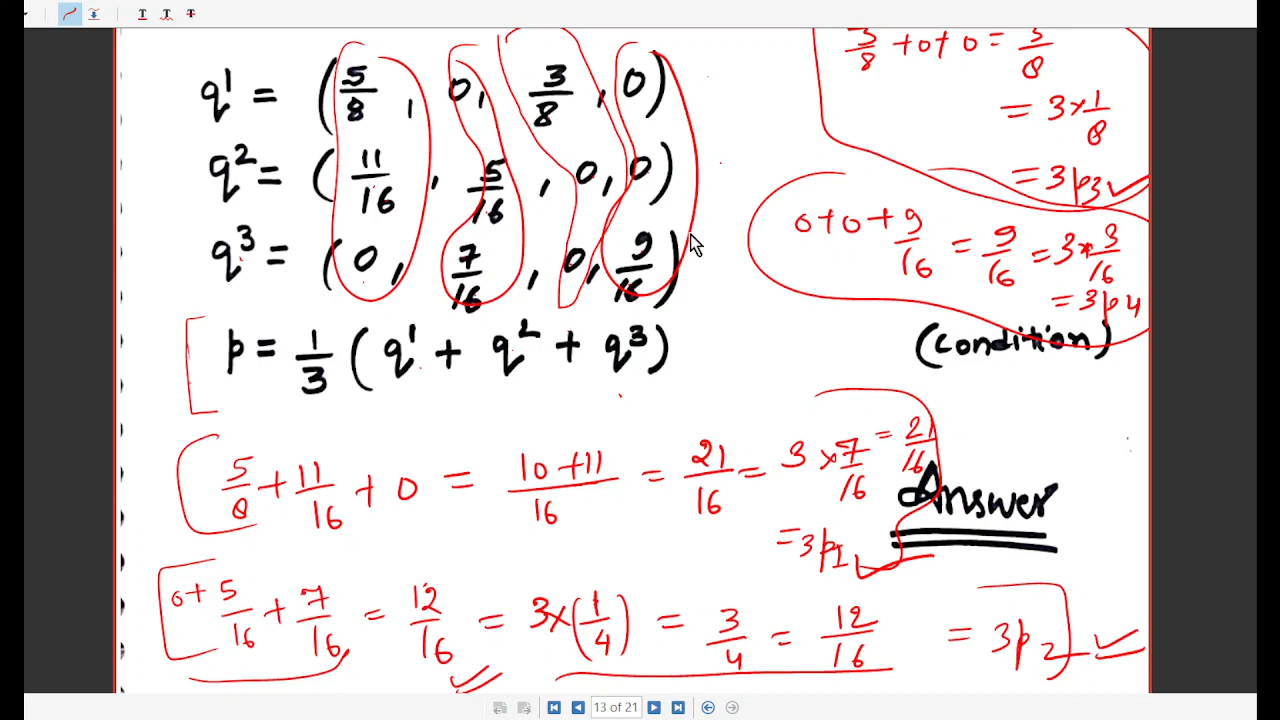 q¹ = (5/8, 0, 3/8, 0)
q² = (11/16, 5/16, 0, 0)
q³ = (0, 7/16, 0, 9/16)
p = 1/3 (q¹ + q² + q³)
3/8 + 0 + 0 = 3/8
= 3 × 1/8
= 3p₃ ✓
0 + 0 + 9/16 = 9/16 = 3 × 3/16
= 3p₄
(condition)
5/8 + 11/16 + 0 = 10 + 11/16 = 21/16 = 3 × 7/16 = 21/16
= 3p₁ ✓
Answer
0 + 5/16 + 7/16 = 12/16 = 3 × (1/4) = 3/4 = 12/16 = 3p₂ ✓
13 of 21